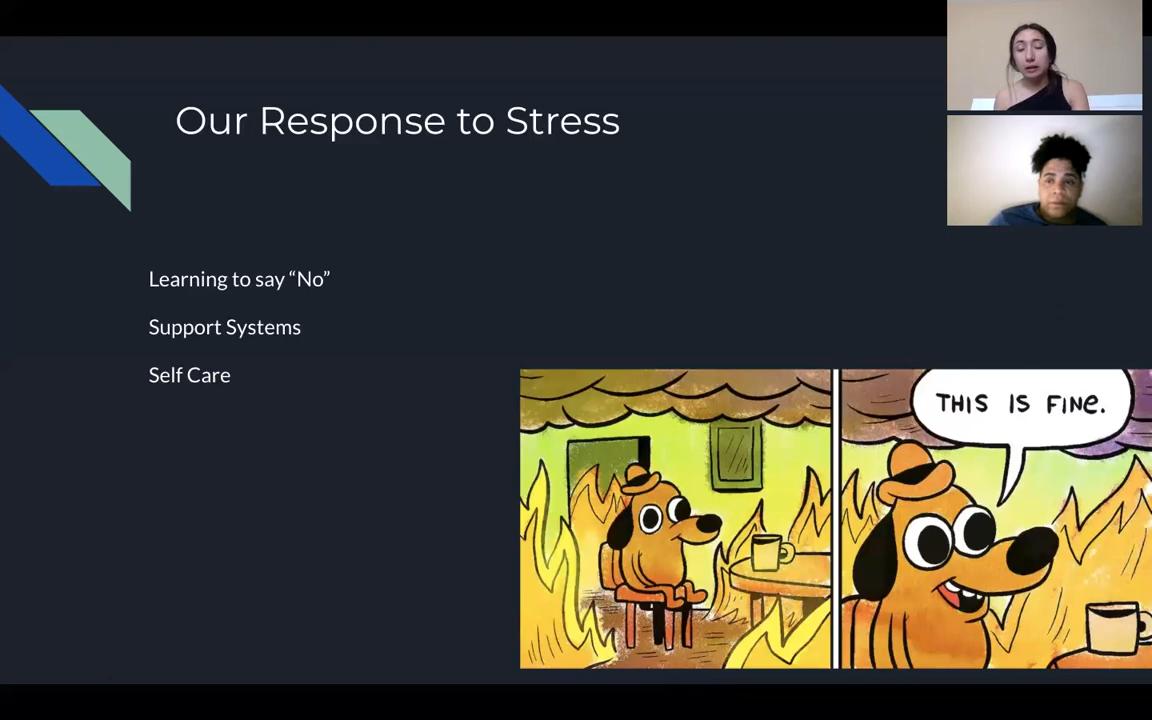 Our Response to Stress
Learning to say “No”
Support Systems
Self Care
THIS IS FINE.